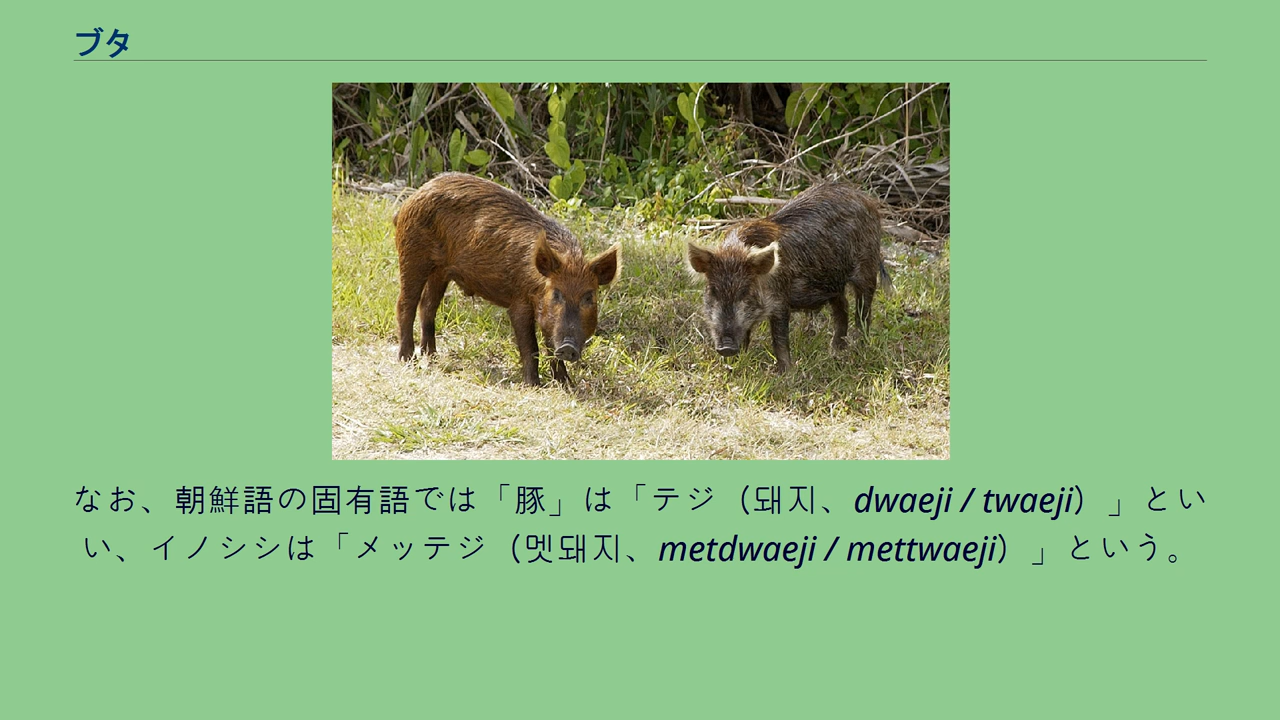 ブタ
なお、朝鮮語の固有語では「豚」は「テジ（돼지、dwaeji / twaeji）」とい
い、イノシシは「メッテジ（멧돼지、metdwaeji / mettwaeji）」という。